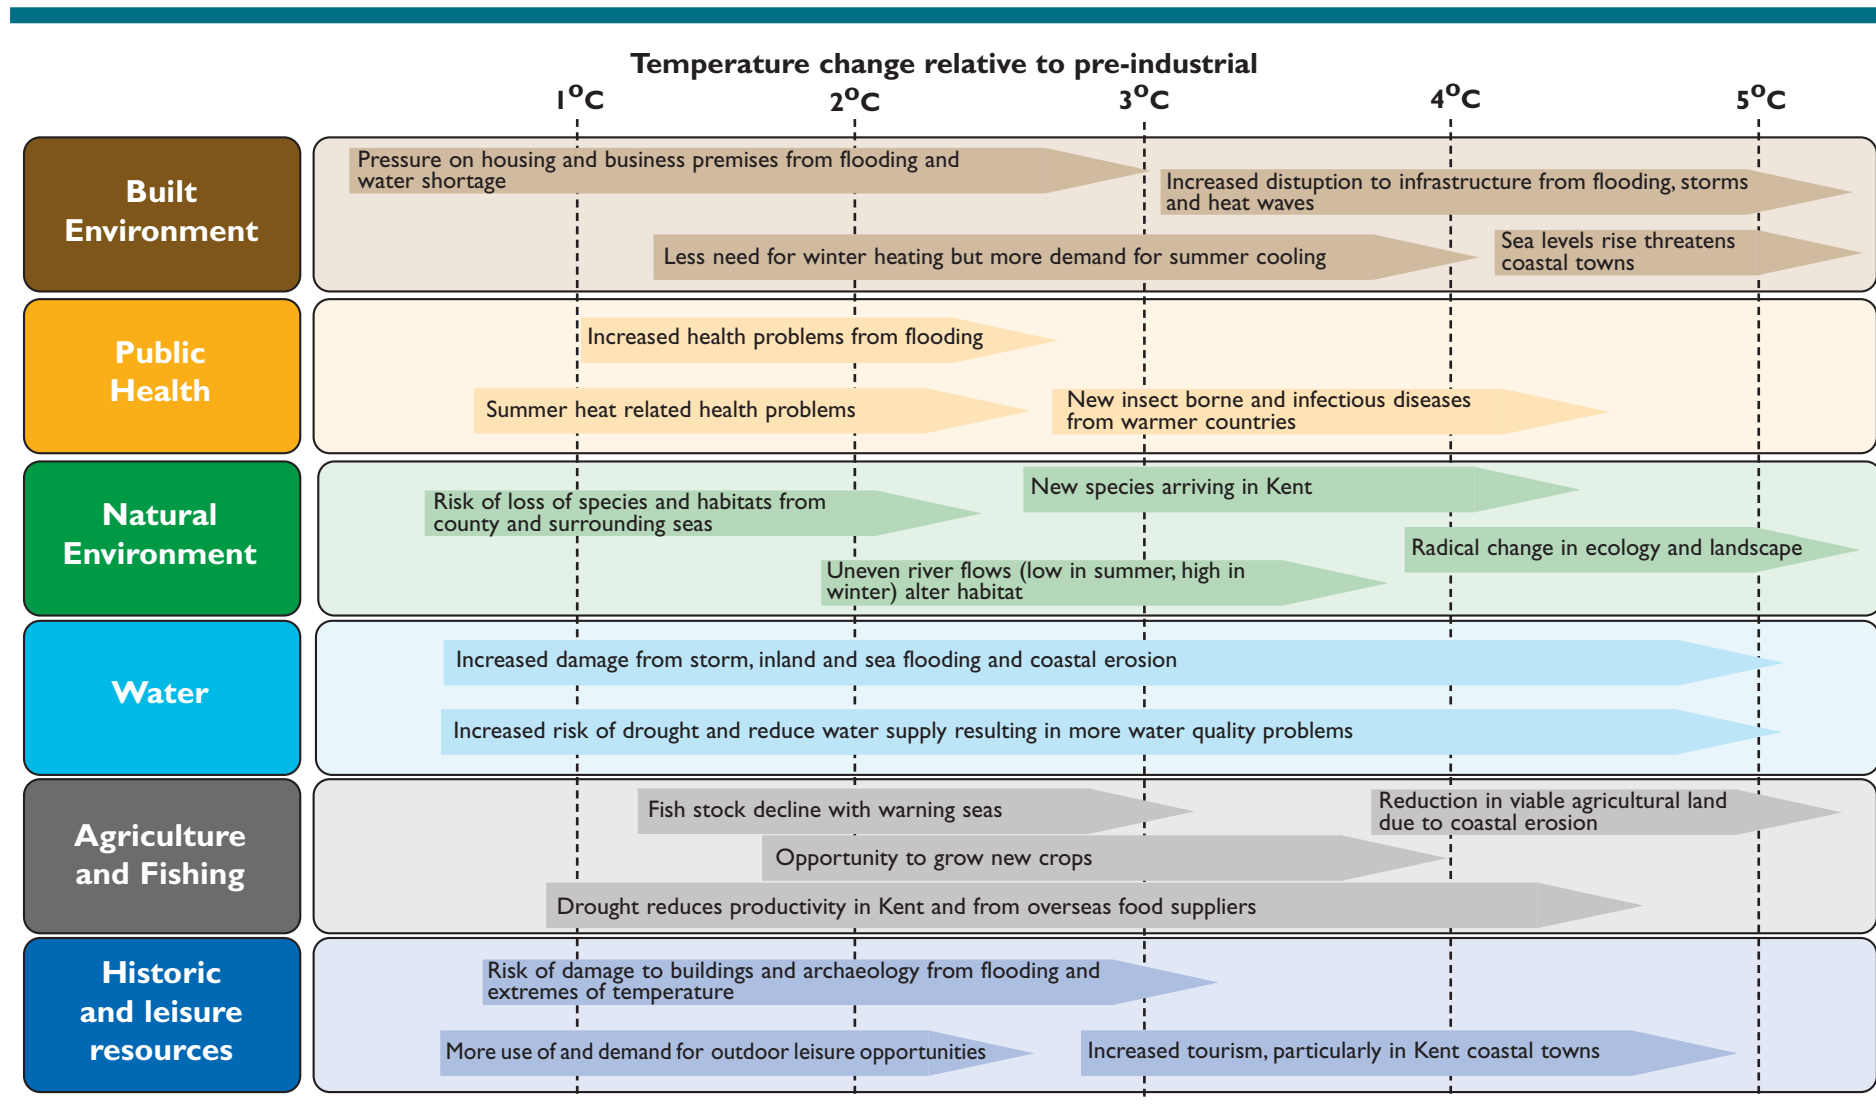 Temperature change relative to pre-industrial
1°C 2°C 3°C 4°C 5°C
Built
Environment
Pressure on housing and business premises from flooding and
water shortage
Increased distuption to infrastructure from flooding, storms
and heat waves
Less need for winter heating but more demand for summer cooling
Sea levels rise threatens
coastal towns
Public
Health
Increased health problems from flooding
Summer heat related health problems
New insect borne and infectious diseases
from warmer countries
Natural
Environment
Risk of loss of species and habitats from
county and surrounding seas
New species arriving in Kent
Radical change in ecology and landscape
Uneven river flows (low in summer, high in
winter) alter habitat
Water
Increased damage from storm, inland and sea flooding and coastal erosion
Increased risk of drought and reduce water supply resulting in more water quality problems
Agriculture
and Fishing
Fish stock decline with warning seas
Reduction in viable agricultural land
due to coastal erosion
Opportunity to grow new crops
Drought reduces productivity in Kent and from overseas food suppliers
Historic
and leisure
resources
Risk of damage to buildings and archaeology from flooding and
extremes of temperature
More use of and demand for outdoor leisure opportunities
Increased tourism, particularly in Kent coastal towns